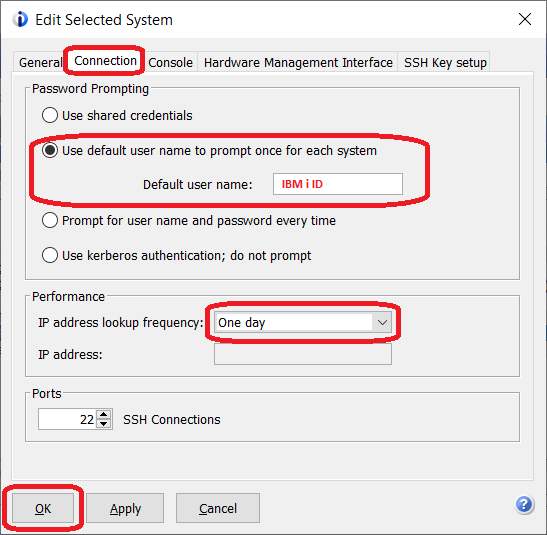 Edit Selected System
General Connection Console Hardware Management Interface SSH Key setup
Password Prompting
Use shared credentials
Use default user name to prompt once for each system
Default user name: IBM i ID
Prompt for user name and password every time
Use kerberos authentication; do not prompt
Performance
IP address lookup frequency: One day
IP address:
Ports
22 SSH Connections
OK Apply Cancel ?